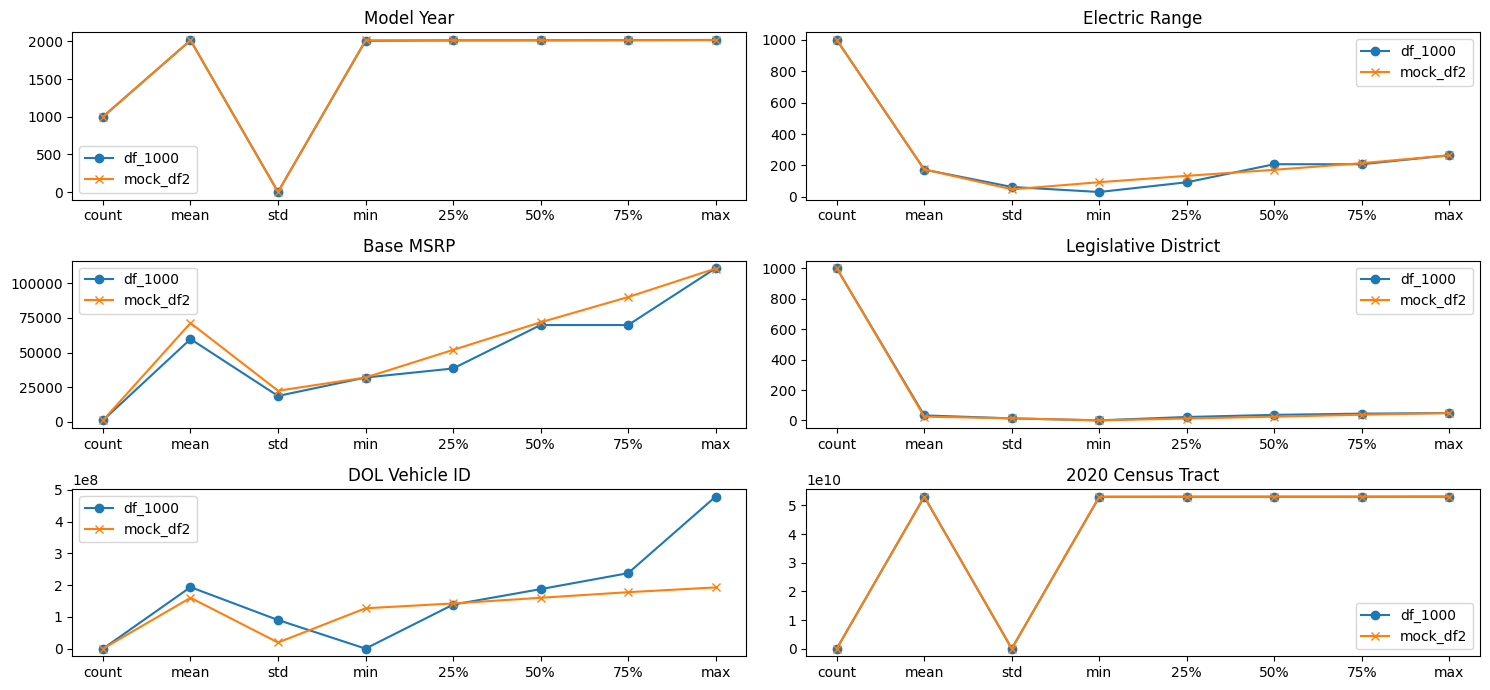 Model Year
2000
1500
1000
500
0
df_1000
mock_df2
count mean std min 25% 50% 75% max
Electric Range
1000
800
600
400
200
0
df_1000
mock_df2
count mean std min 25% 50% 75% max
Base MSRP
100000
75000
50000
25000
0
df_1000
mock_df2
count mean std min 25% 50% 75% max
Legislative District
1000
800
600
400
200
0
df_1000
mock_df2
count mean std min 25% 50% 75% max
DOL Vehicle ID
1e8
5
4
3
2
1
0
df_1000
mock_df2
count mean std min 25% 50% 75% max
2020 Census Tract
1e10
5
4
3
2
1
0
df_1000
mock_df2
count mean std min 25% 50% 75% max